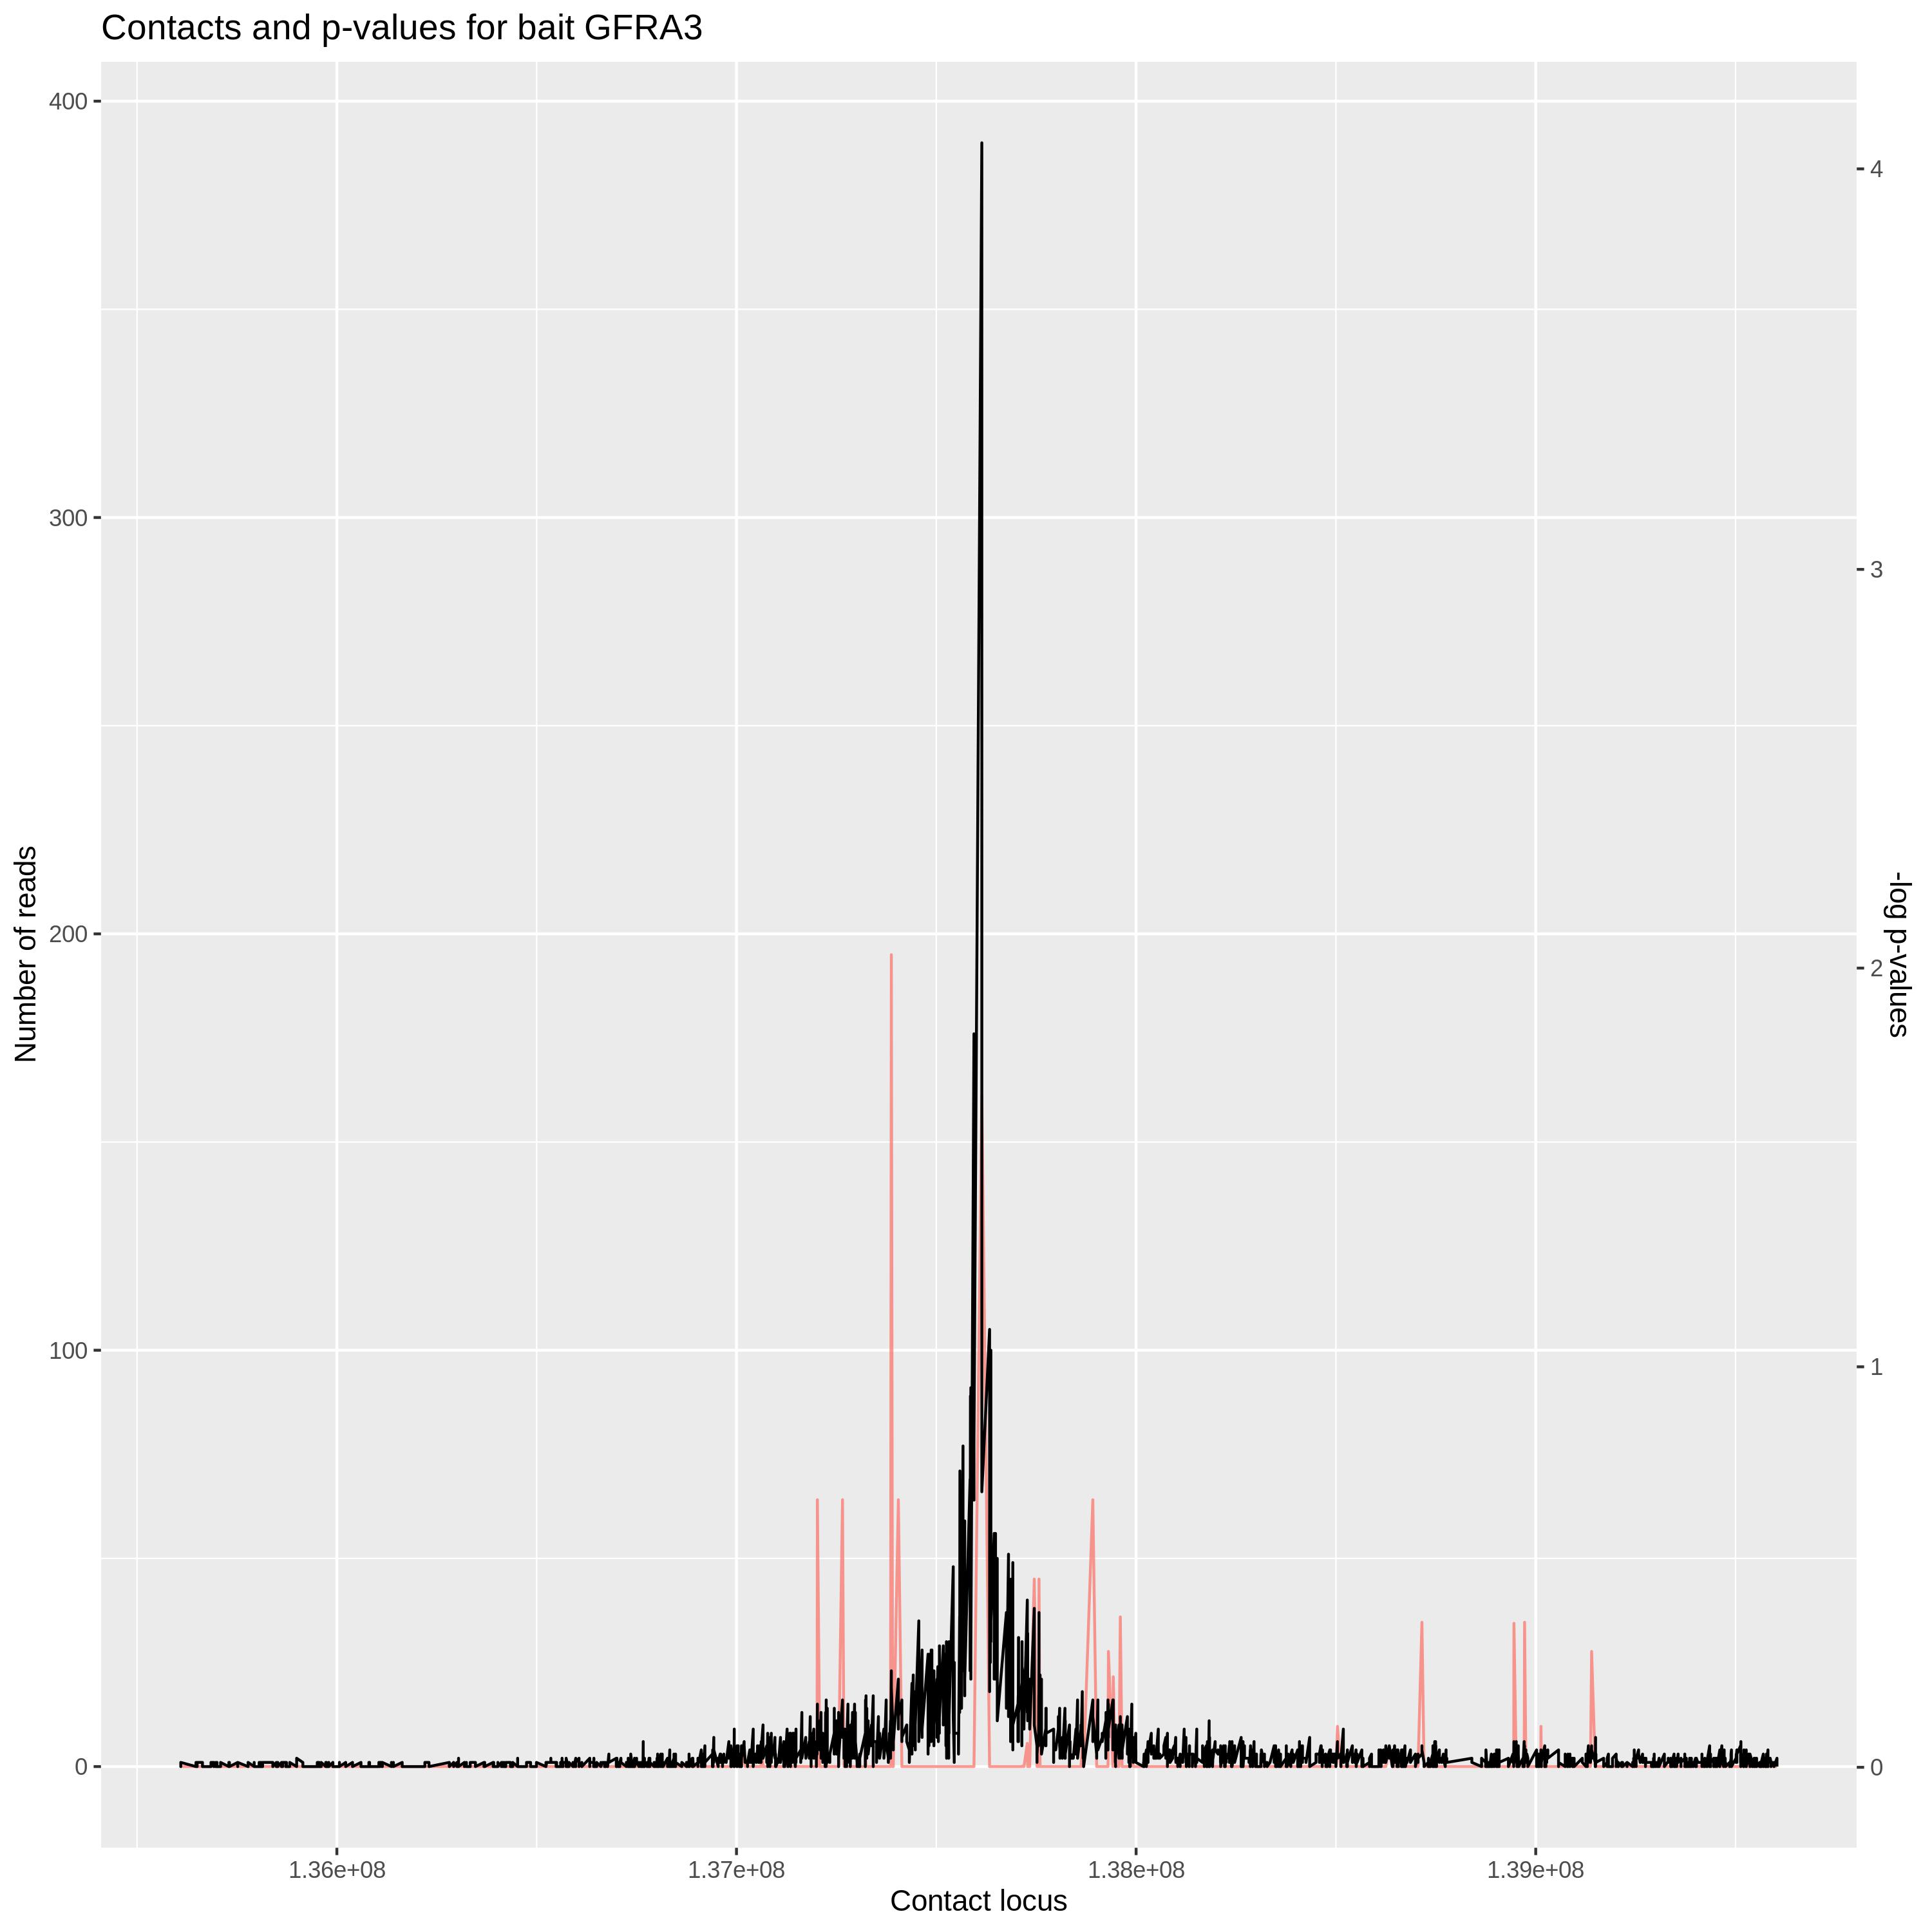 Contacts and p-values for bait GFRA3
400
300
200
100
0
Number of reads
4
3
2
1
0
-log p-values
1.36e+08
1.37e+08
1.38e+08
1.39e+08
Contact locus